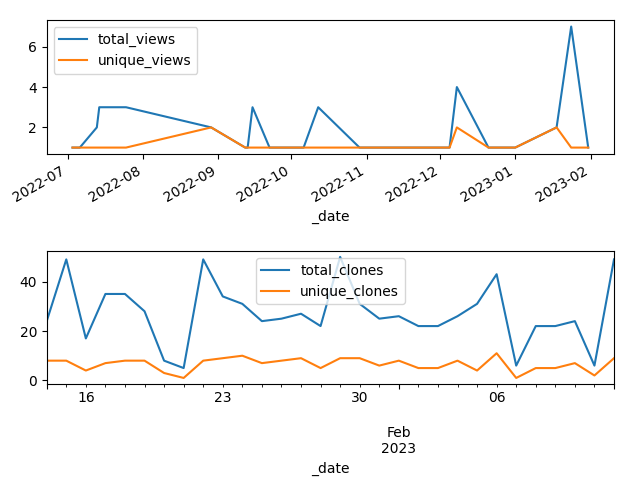 total_views
unique_views
6
4
2
2022-07
2022-08
2022-09
2022-10
2022-11
2022-12
2023-01
2023-02
_date
total_clones
unique_clones
40
20
0
16
23
30
06
Feb
2023
_date